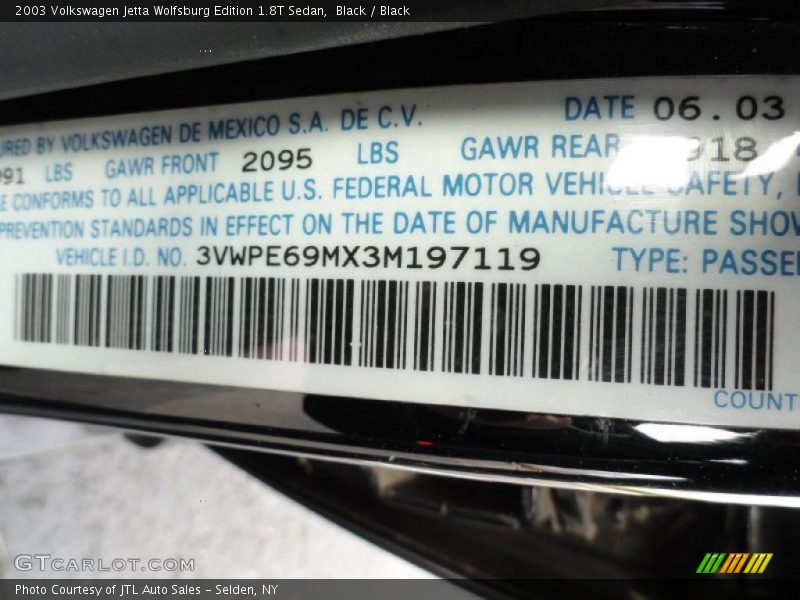 2003 Volkswagen Jetta Wolfsburg Edition 1.8T Sedan, Black / Black
URED BY VOLKSWAGEN DE MEXICO S.A. DE C.V. DATE 06.03
991 LBS GAWR FRONT 2095 LBS GAWR REAR 918
E CONFORMS TO ALL APPLICABLE U.S. FEDERAL MOTOR VEHICLE SAFETY,
PREVENTION STANDARDS IN EFFECT ON THE DATE OF MANUFACTURE SHOW
VEHICLE I.D. NO. 3VWPE69MX3M197119 TYPE: PASSE
COUNT
GTCARLOT.COM
Photo Courtesy of JTL Auto Sales - Selden, NY